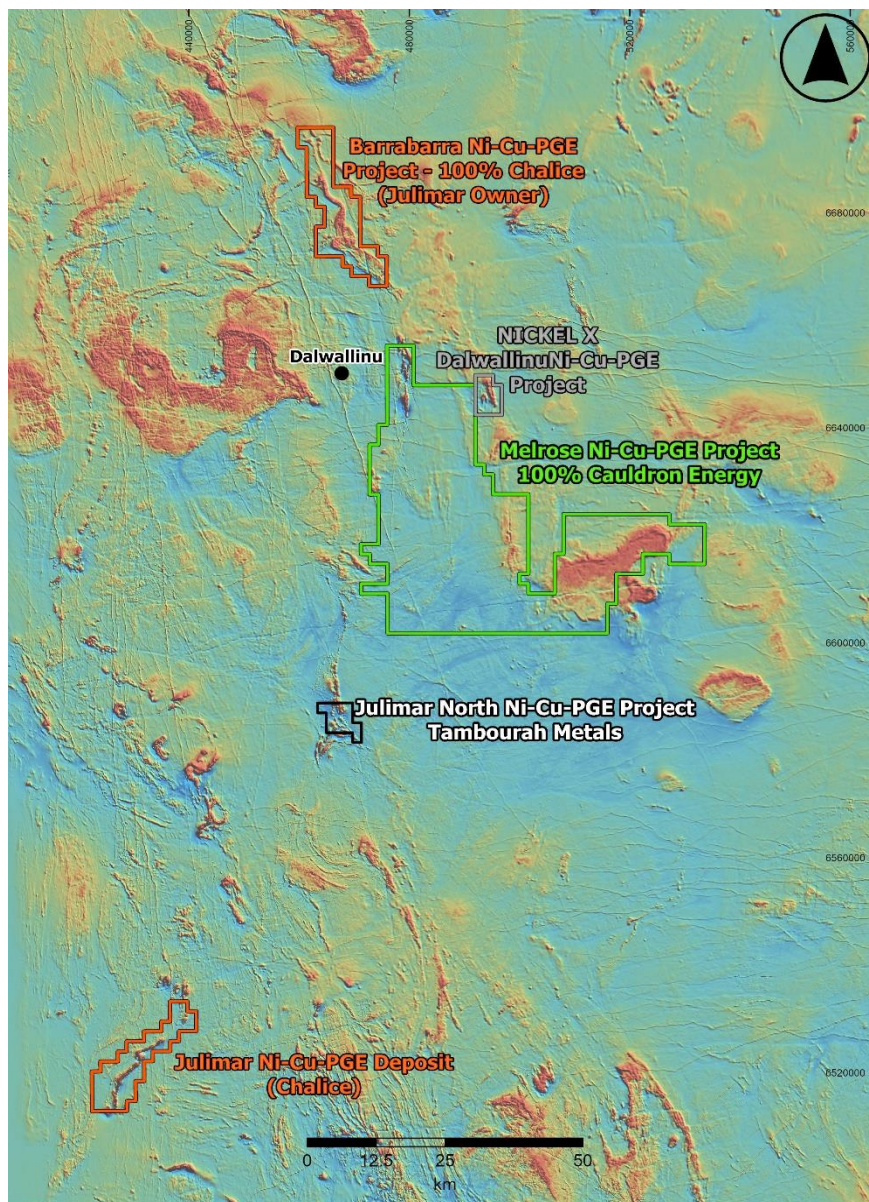 440000
480000
520000
560000
Barrabarra Ni-Cu-PGE
Project - 100% Chalice
(Julimar Owner)
6680000
NICKEL X
DalwallinuNi-Cu-PGE
Project
Dalwallinu
6640000
Melrose Ni-Cu-PGE Project
100% Cauldron Energy
6600000
Julimar North Ni-Cu-PGE Project
Tambourah Metals
6560000
Julimar Ni-Cu-PGE Deposit
(Chalice)
6520000
0 12.5 25 50
km